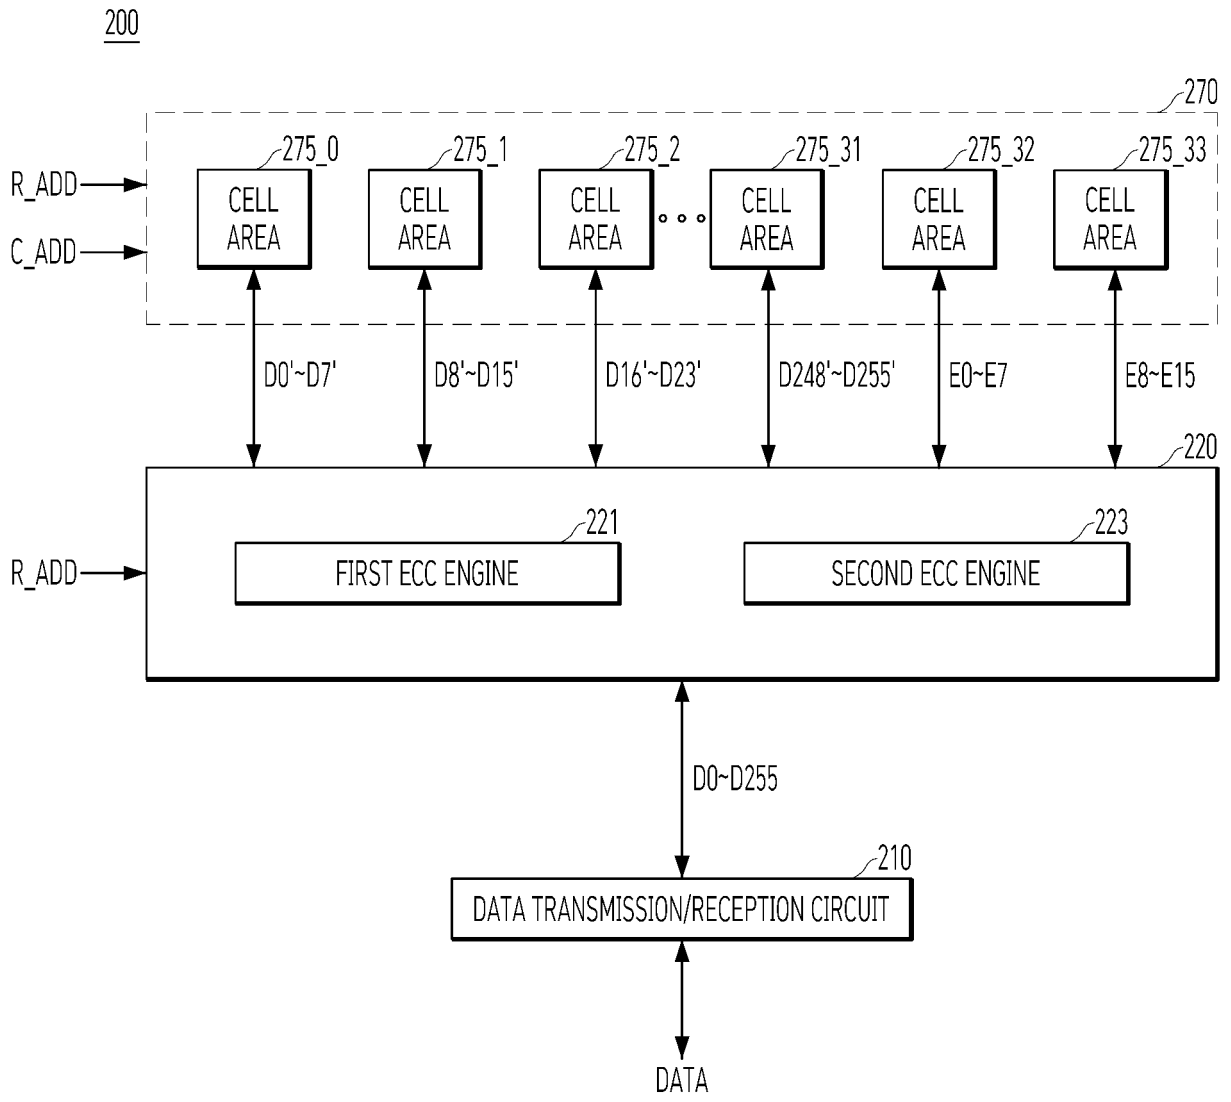 200
270
275_0
275_1
275_2
275_31
275_32
275_33
R_ADD
C_ADD
CELL
AREA
CELL
AREA
CELL
AREA
CELL
AREA
CELL
AREA
CELL
AREA
D0'~D7'
D8'~D15'
D16'~D23'
D248'~D255'
E0~E7
E8~E15
220
R_ADD
221
FIRST ECC ENGINE
223
SECOND ECC ENGINE
D0~D255
210
DATA TRANSMISSION/RECEPTION CIRCUIT
DATA